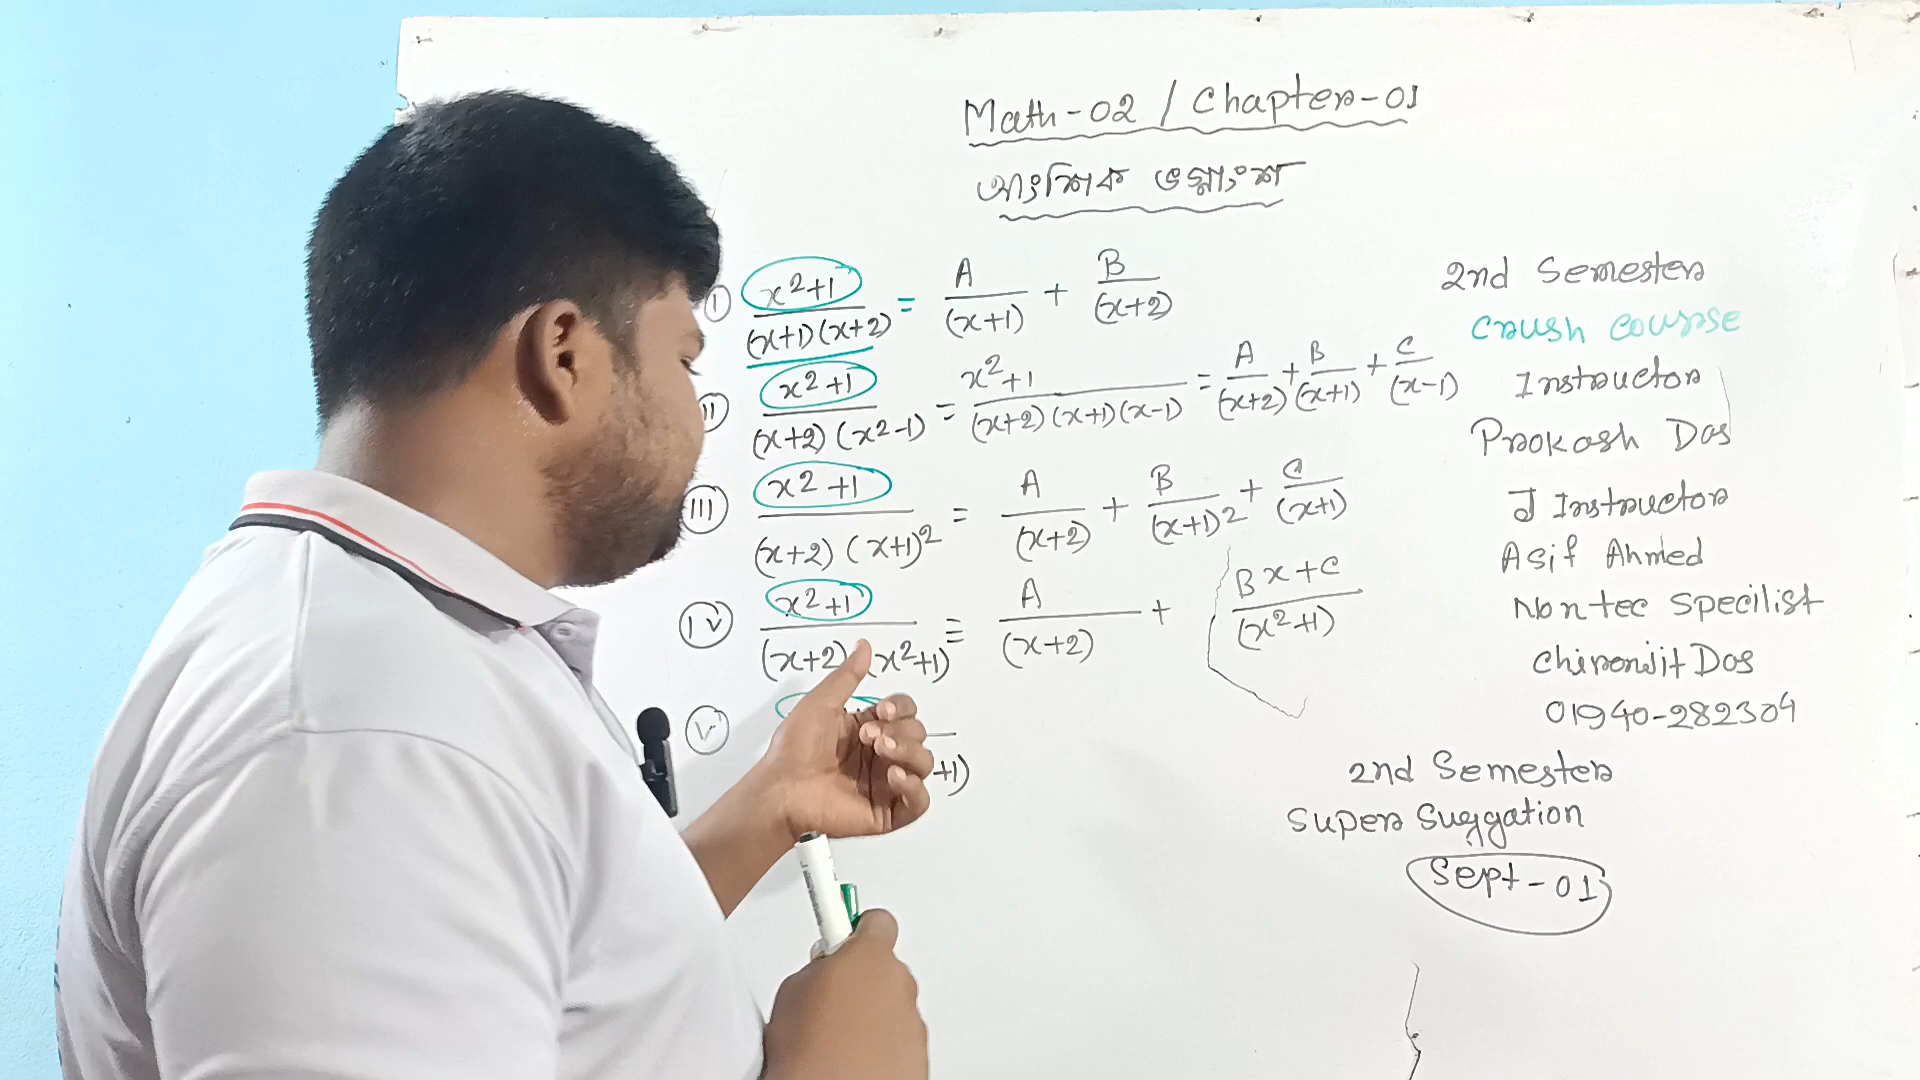 Math-02 / Chapter-01
আংশিক ভগ্নাংশ
I x²+1/(x+1)(x+2) = A/(x+1) + B/(x+2)
II x²+1/(x+2)(x²-1) = x²+1/(x+2)(x+1)(x-1) = A/(x+2) + B/(x+1) + C/(x-1)
III x²+1/(x+2)(x+1)² = A/(x+2) + B/(x+1)² + C/(x+1)
IV x²+1/(x+2)(x²+1) ≡ A/(x+2) + Bx+C/(x²+1)
V +1)
2nd Semester
Crush course
Instructor
Prokash Das
J Instructor
Asif Ahmed
Non tec Specilist
Chironjit Das
01940-282304
2nd Semester
Super Suggation
Sept-01